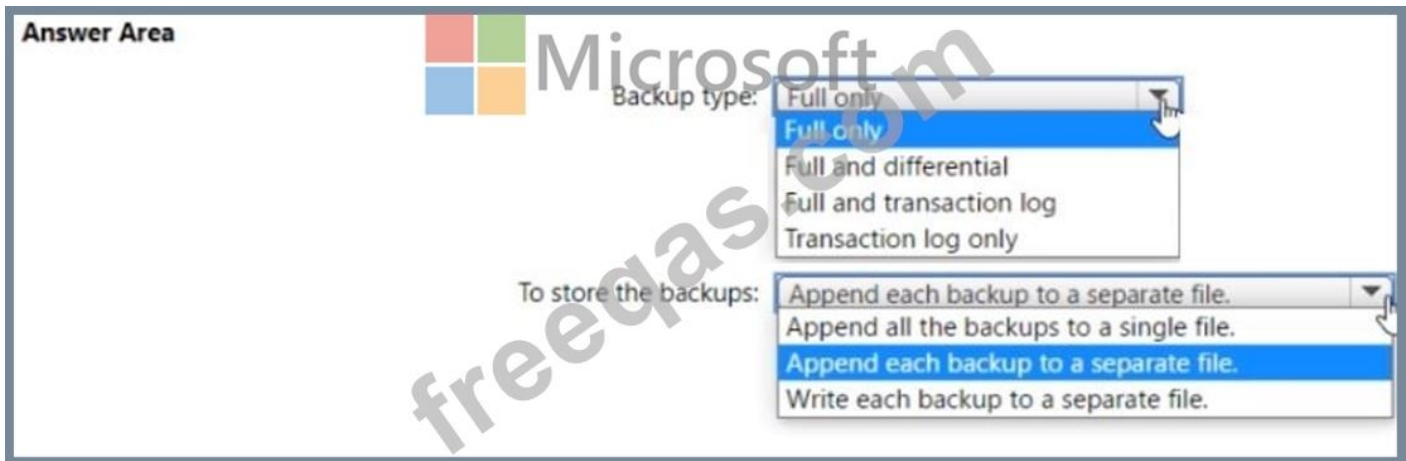 Answer Area
Microsoft
Backup type: Full only
Full only
Full and differential
Full and transaction log
Transaction log only
To store the backups: Append each backup to a separate file.
Append all the backups to a single file.
Append each backup to a separate file.
Write each backup to a separate file.
freeqas.com